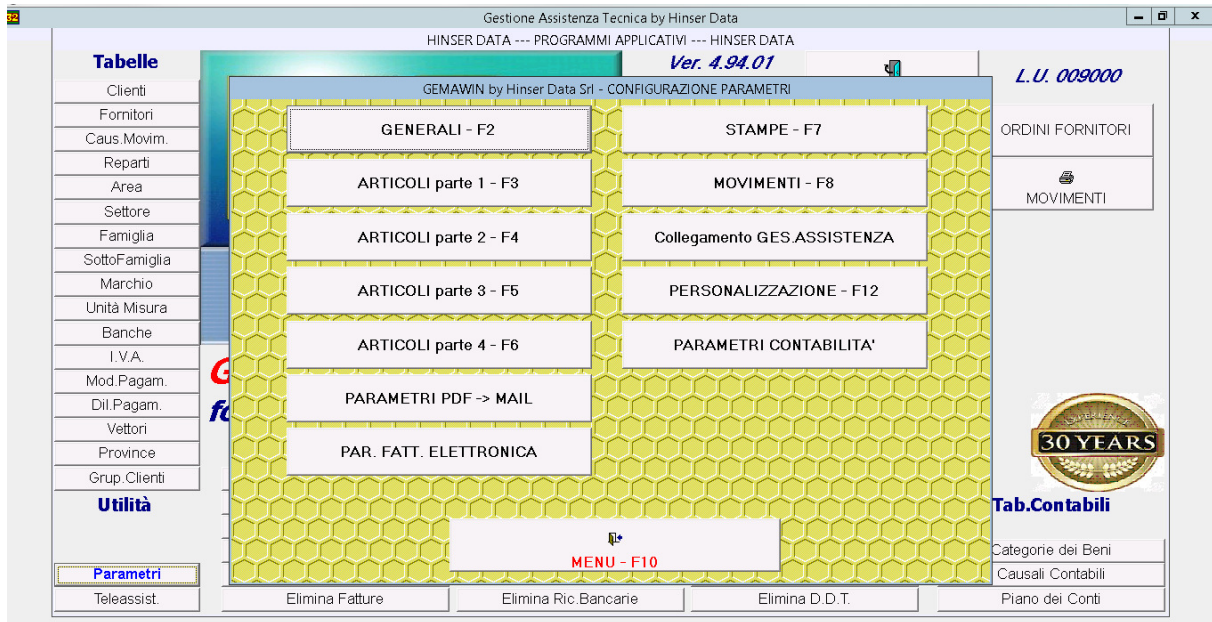 Gestione Assistenza Tecnica by Hinser Data
HINSER DATA --- PROGRAMMI APPLICATIVI --- HINSER DATA
Tabelle
Ver. 4.94.01
L.U. 009000
Clienti
Fornitori
Caus.Movim.
Reparti
Area
Settore
Famiglia
SottoFamiglia
Marchio
Unità Misura
Banche
I.V.A.
Mod.Pagam.
Dil.Pagam.
Vettori
Province
Grup.Clienti
Utilità
Parametri
Teleassist.
GEMAWIN by Hinser Data Srl - CONFIGURAZIONE PARAMETRI
GENERALI - F2
ARTICOLI parte 1 - F3
ARTICOLI parte 2 - F4
ARTICOLI parte 3 - F5
ARTICOLI parte 4 - F6
PARAMETRI PDF -> MAIL
PAR. FATT. ELETTRONICA
STAMPE - F7
MOVIMENTI - F8
Collegamento GES.ASSISTENZA
PERSONALIZZAZIONE - F12
PARAMETRI CONTABILITA'
MENU - F10
ORDINI FORNITORI
MOVIMENTI
30 YEARS
Tab.Contabili
Categorie dei Beni
Causali Contabili
Piano dei Conti
Elimina Fatture
Elimina Ric.Bancarie
Elimina D.D.T.